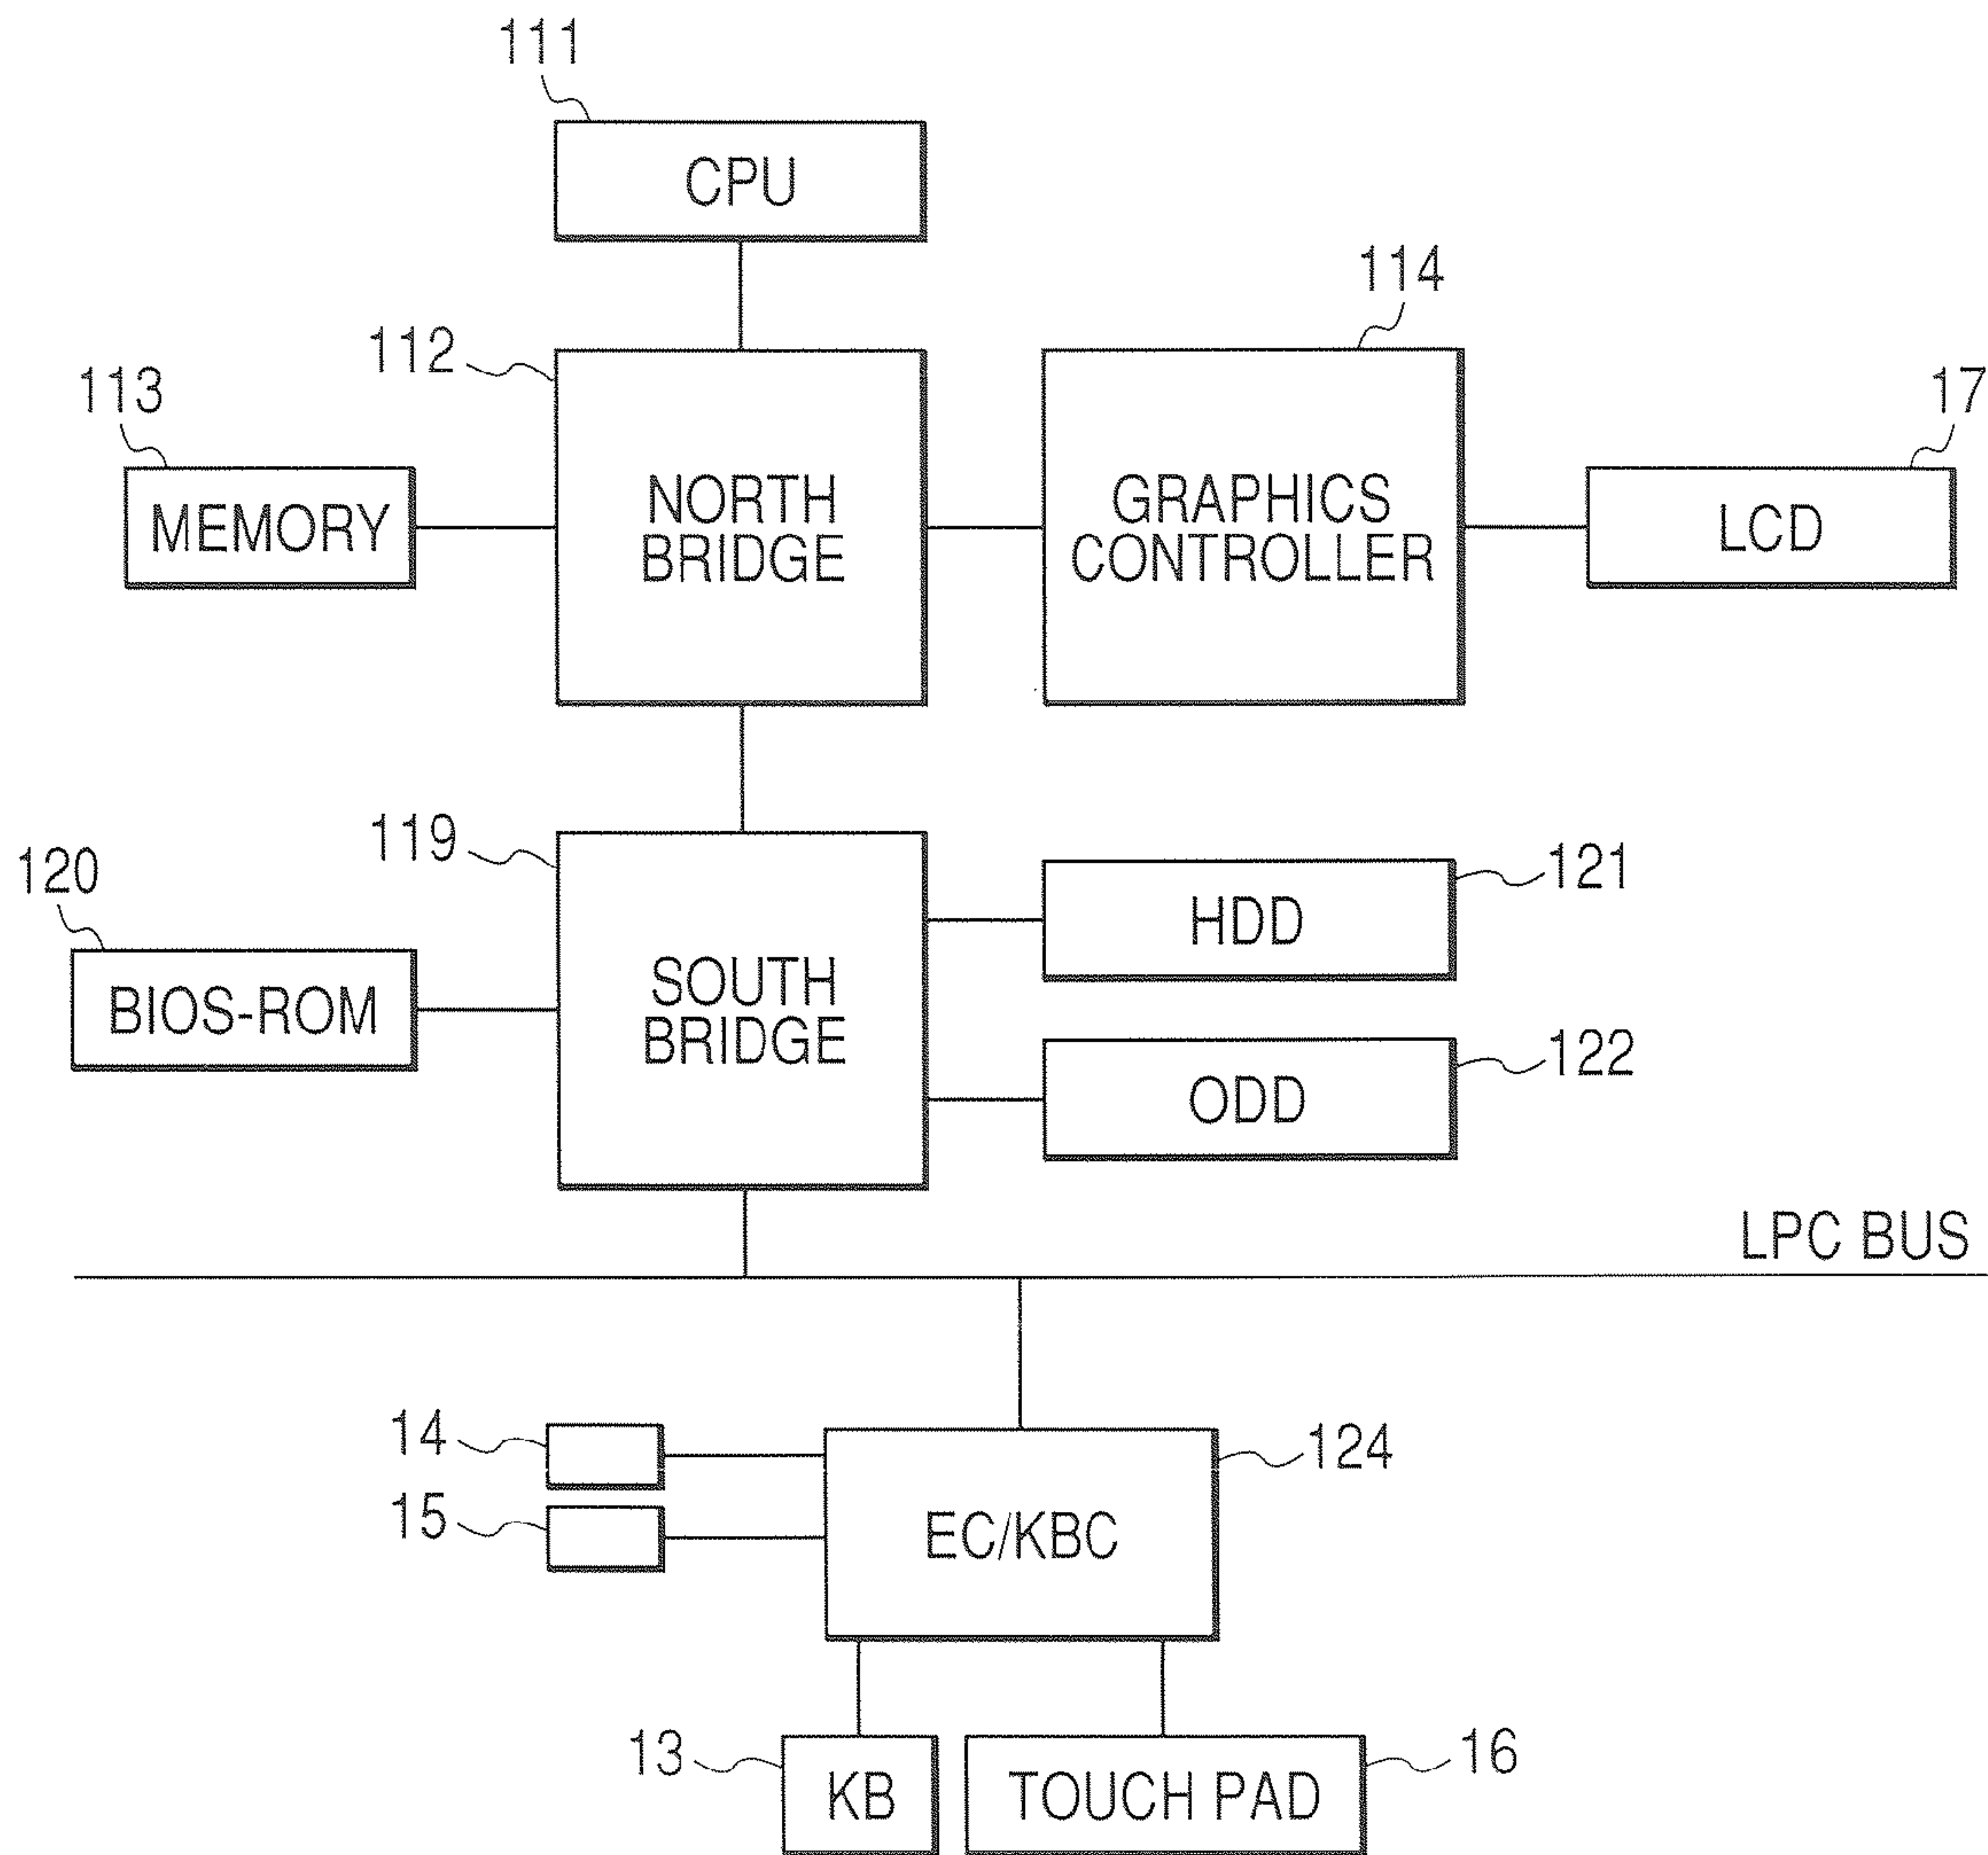 111
CPU
114
112
17
113
NORTH
BRIDGE
GRAPHICS
CONTROLLER
MEMORY
LCD
119
121
120
HDD
SOUTH
BRIDGE
BIOS-ROM
122
ODD
LPC BUS
14
124
15
EC/KBC
13
16
KB
TOUCH PAD